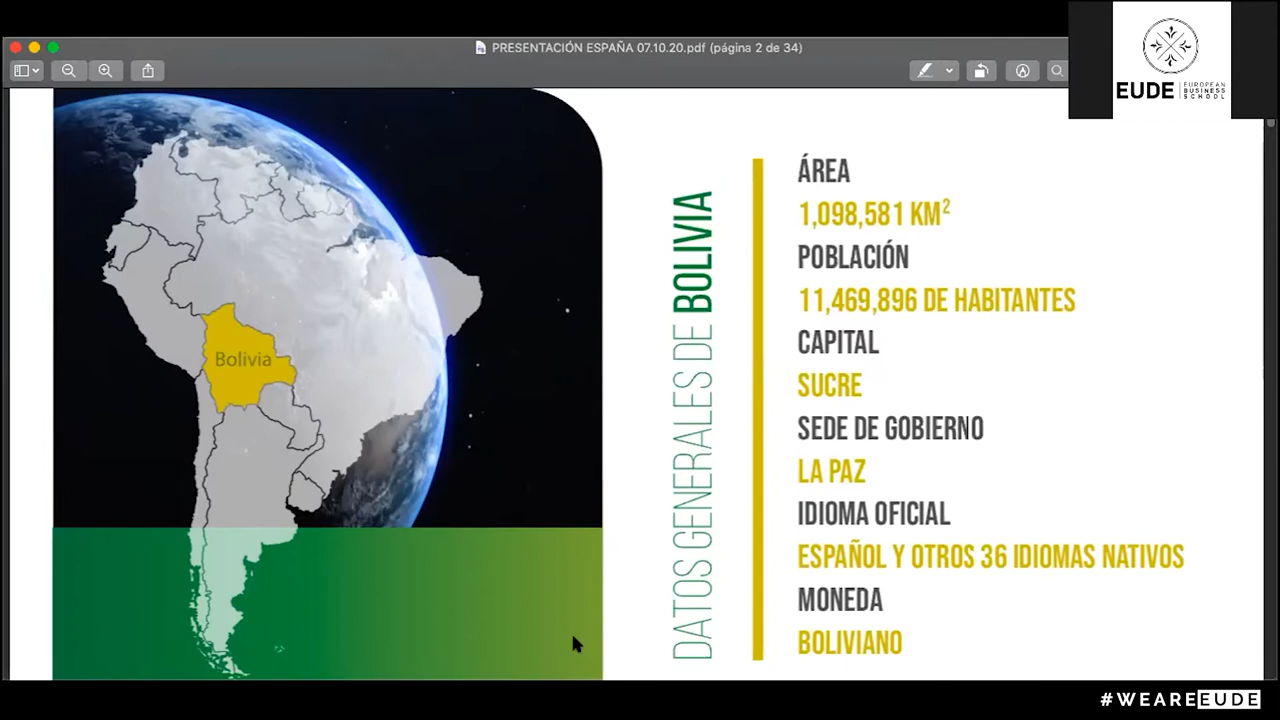 PRESENTACIÓN ESPAÑA 07.10.20.pdf (página 2 de 34)
EUDE
EUROPEAN
BUSINESS
SCHOOL
Bolivia
DATOS GENERALES DE BOLIVIA
ÁREA
1,098,581 KM²
POBLACIÓN
11,469,896 DE HABITANTES
CAPITAL
SUCRE
SEDE DE GOBIERNO
LA PAZ
IDIOMA OFICIAL
ESPAÑOL Y OTROS 36 IDIOMAS NATIVOS
MONEDA
BOLIVIANO
#WEAREEUDE